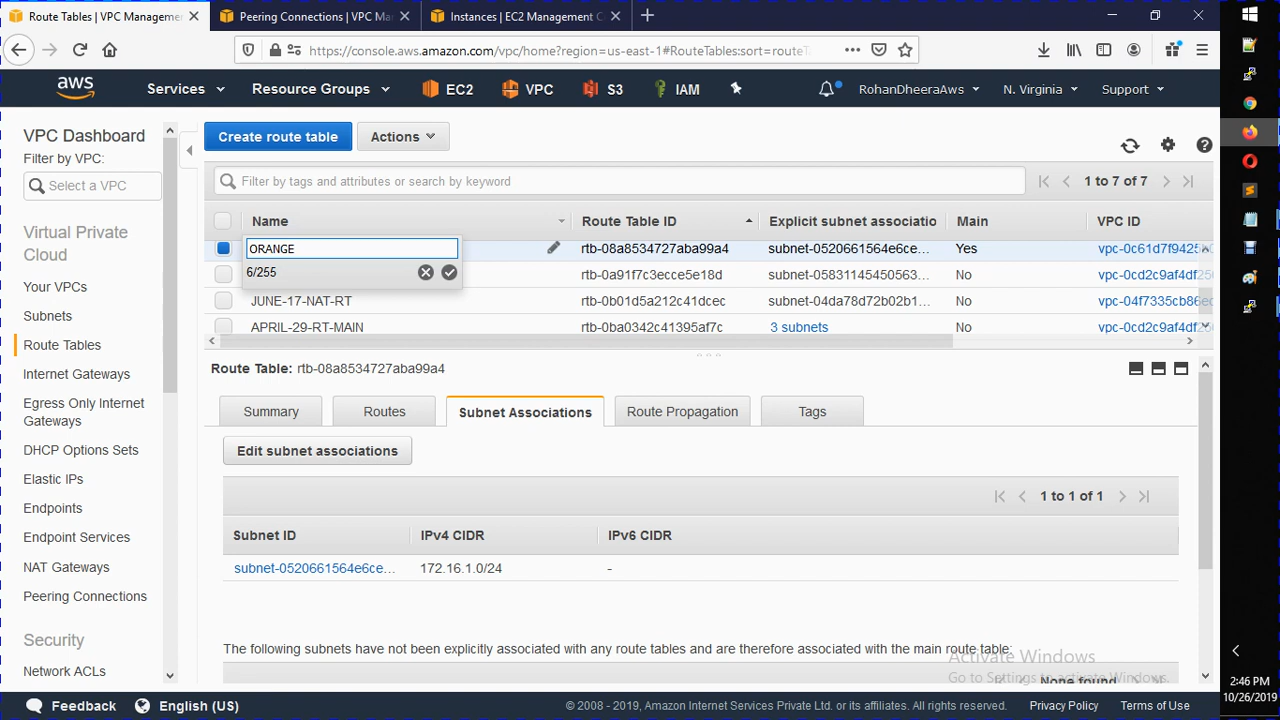 Route Tables | VPC Manageme
Peering Connections | VPC Ma
Instances | EC2 Management C
https://console.aws.amazon.com/vpc/home?region=us-east-1#RouteTables:sort=routeT
aws
Services
Resource Groups
EC2
VPC
S3
IAM
RohanDheeraAws
N. Virginia
Support
VPC Dashboard
Filter by VPC:
Select a VPC
Virtual Private
Cloud
Your VPCs
Subnets
Route Tables
Internet Gateways
Egress Only Internet
Gateways
DHCP Options Sets
Elastic IPs
Endpoints
Endpoint Services
NAT Gateways
Peering Connections
Security
Network ACLs
Create route table
Actions
Filter by tags and attributes or search by keyword
1 to 7 of 7
Name Route Table ID Explicit subnet associatio Main VPC ID
ORANGE rtb-08a8534727aba99a4 subnet-0520661564e6ce... Yes vpc-0c61d7f9425
6/255 rtb-0a91f7c3ecce5e18d subnet-05831145450563... No vpc-0cd2c9af4df25
JUNE-17-NAT-RT rtb-0b01d5a212c41dcec subnet-04da78d72b02b1... No vpc-04f7335cb86ed
APRIL-29-RT-MAIN rtb-0ba0342c41395af7c 3 subnets No vpc-0cd2c9af4df25
Route Table: rtb-08a8534727aba99a4
Summary
Routes
Subnet Associations
Route Propagation
Tags
Edit subnet associations
1 to 1 of 1
Subnet ID IPv4 CIDR IPv6 CIDR
subnet-0520661564e6ce... 172.16.1.0/24 -
The following subnets have not been explicitly associated with any route tables and are therefore associated with the main route table:
None found
Activate Windows
Go to Settings to activate Windows.
Feedback
English (US)
© 2008 - 2019, Amazon Internet Services Private Ltd. or its affiliates. All rights reserved.
Privacy Policy
Terms of Use
2:46 PM
10/26/2019